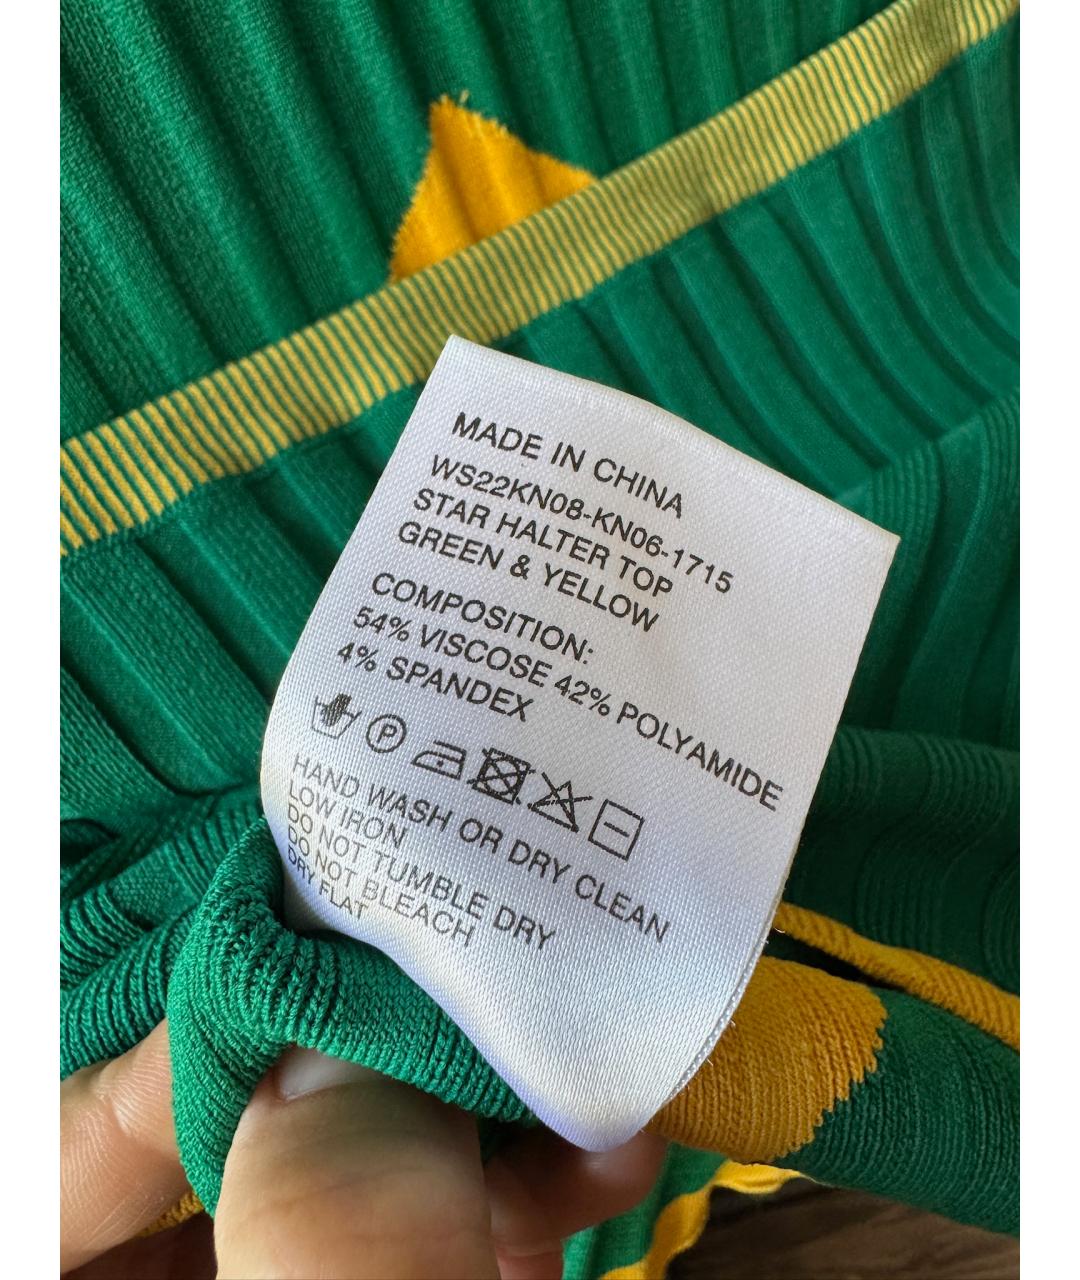 MADE IN CHINA
WS22KN08-KN06-1715
STAR HALTER TOP
GREEN & YELLOW
COMPOSITION:
54% VISCOSE 42% POLYAMIDE
4% SPANDEX
P
HAND WASH OR DRY CLEAN
LOW IRON
DO NOT TUMBLE DRY
DO NOT BLEACH
DRY FLAT